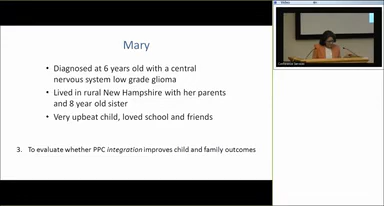 Mary
• Diagnosed at 6 years old with a central
nervous system low grade glioma
• Lived in rural New Hampshire with her parents
and 8 year old sister
• Very upbeat child, loved school and friends
3. To evaluate whether PPC integration improves child and family outcomes